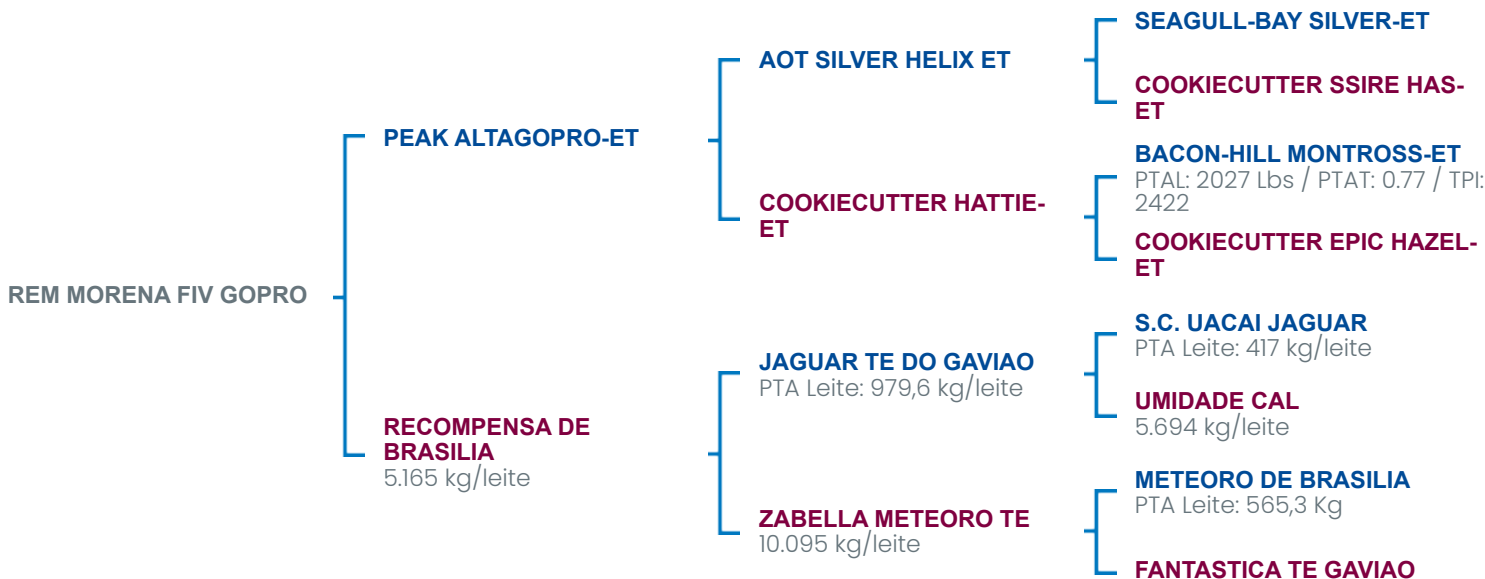 REM MORENA FIV GOPRO
PEAK ALTAGOPRO-ET
RECOMPENSA DE
BRASILIA
5.165 kg/leite
AOT SILVER HELIX ET
COOKIECUTTER HATTIE-
ET
JAGUAR TE DO GAVIAO
PTA Leite: 979,6 kg/leite
ZABELLA METEORO TE
10.095 kg/leite
SEAGULL-BAY SILVER-ET
COOKIECUTTER SSIRE HAS-
ET
BACON-HILL MONTROSS-ET
PTAL: 2027 Lbs / PTAT: 0.77 / TPI:
2422
COOKIECUTTER EPIC HAZEL-
ET
S.C. UACAI JAGUAR
PTA Leite: 417 kg/leite
UMIDADE CAL
5.694 kg/leite
METEORO DE BRASILIA
PTA Leite: 565,3 Kg
FANTASTICA TE GAVIAO